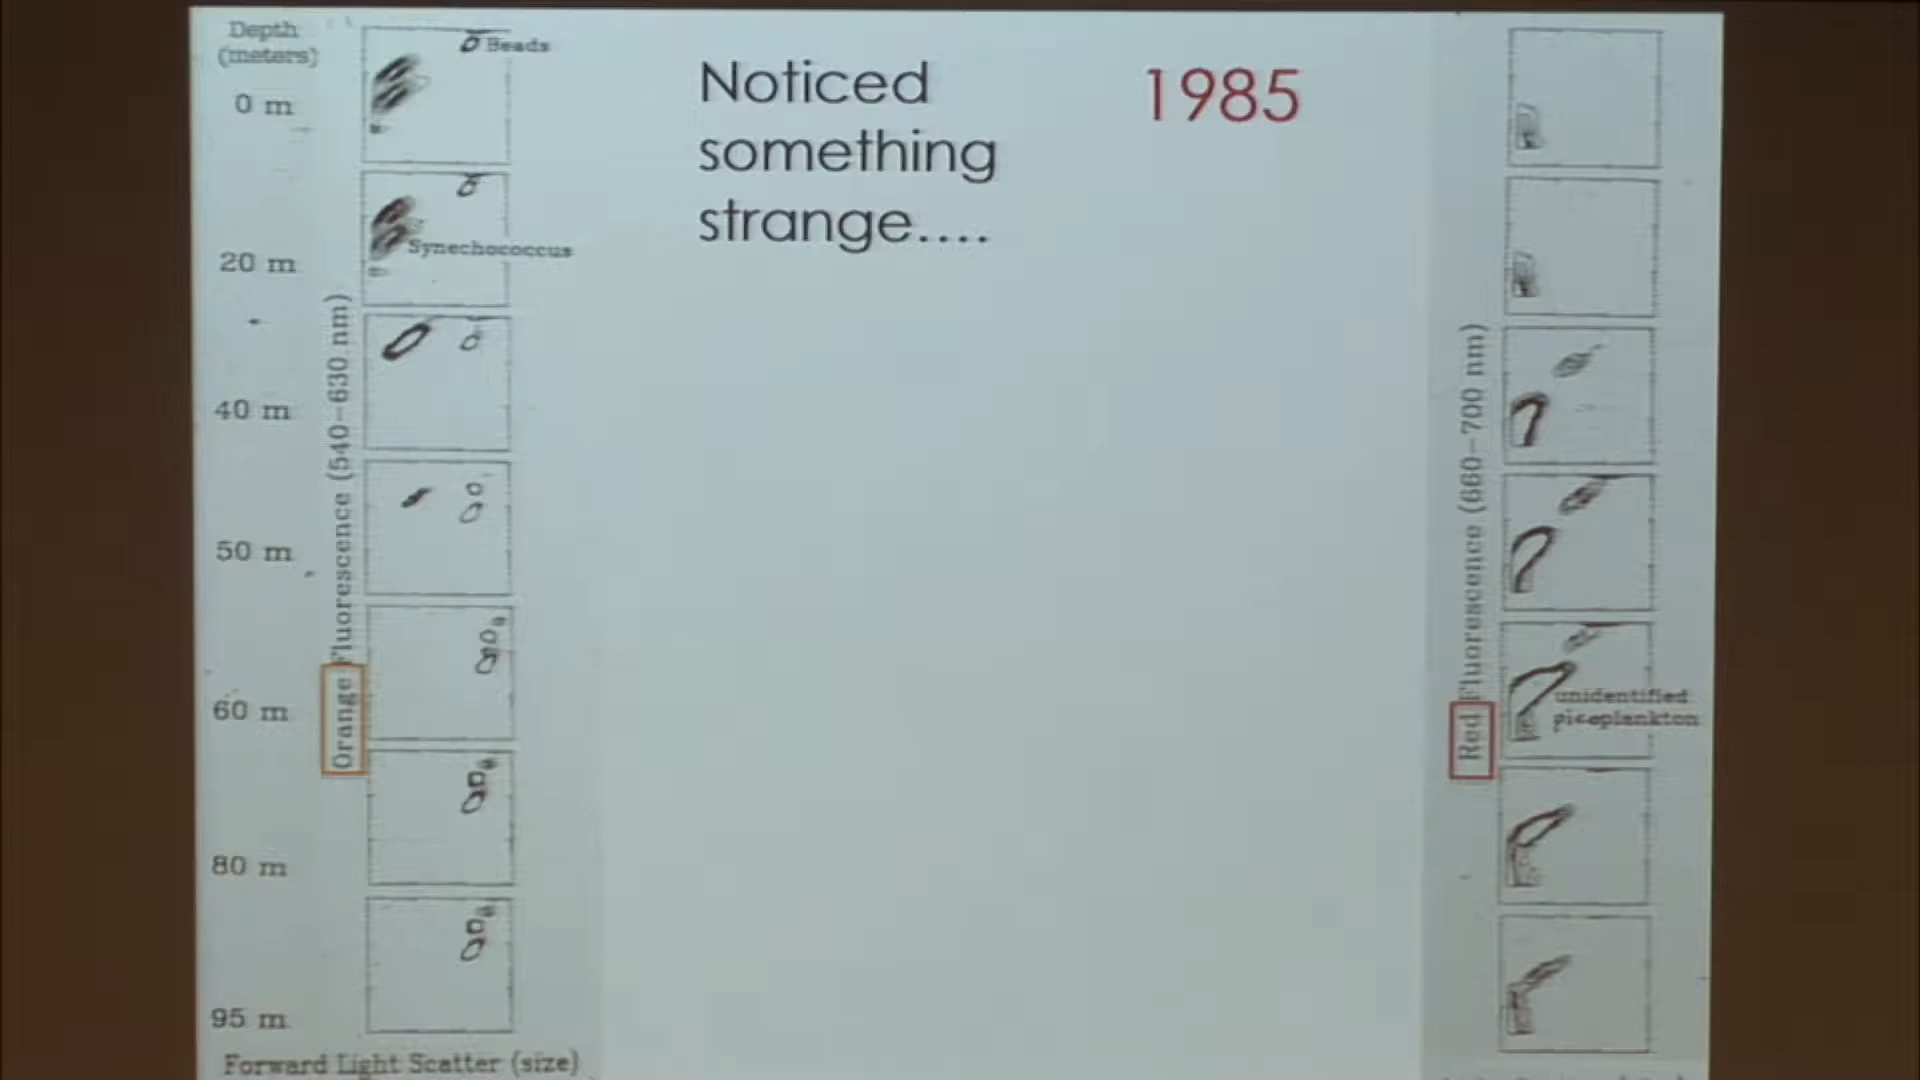 Depth
(meters)
0 m
20 m
40 m
50 m
60 m
80 m
95 m
Orange Fluorescence (540-630 nm)
Beads
Synechococcus
Forward Light Scatter (size)
Noticed
something
strange....
1985
Red Fluorescence (660-700 nm)
unidentified
picoplankton